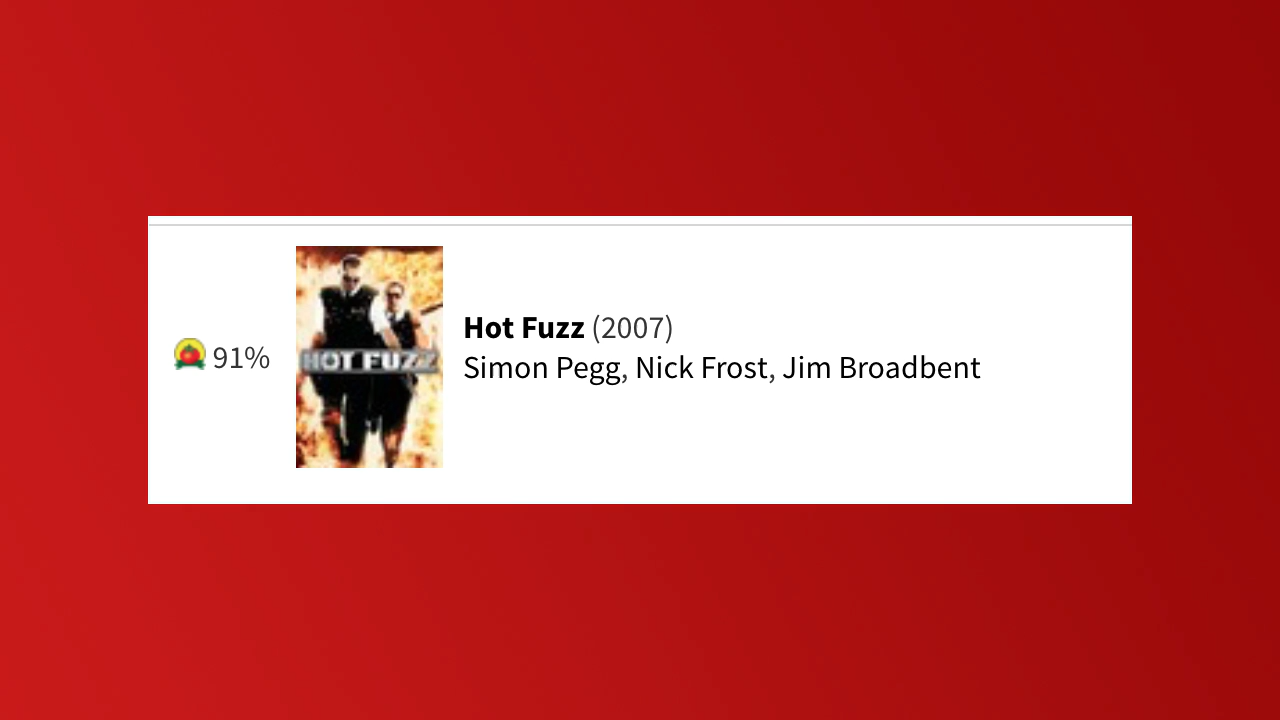 91%
HOT FUZZ
Hot Fuzz (2007)
Simon Pegg, Nick Frost, Jim Broadbent